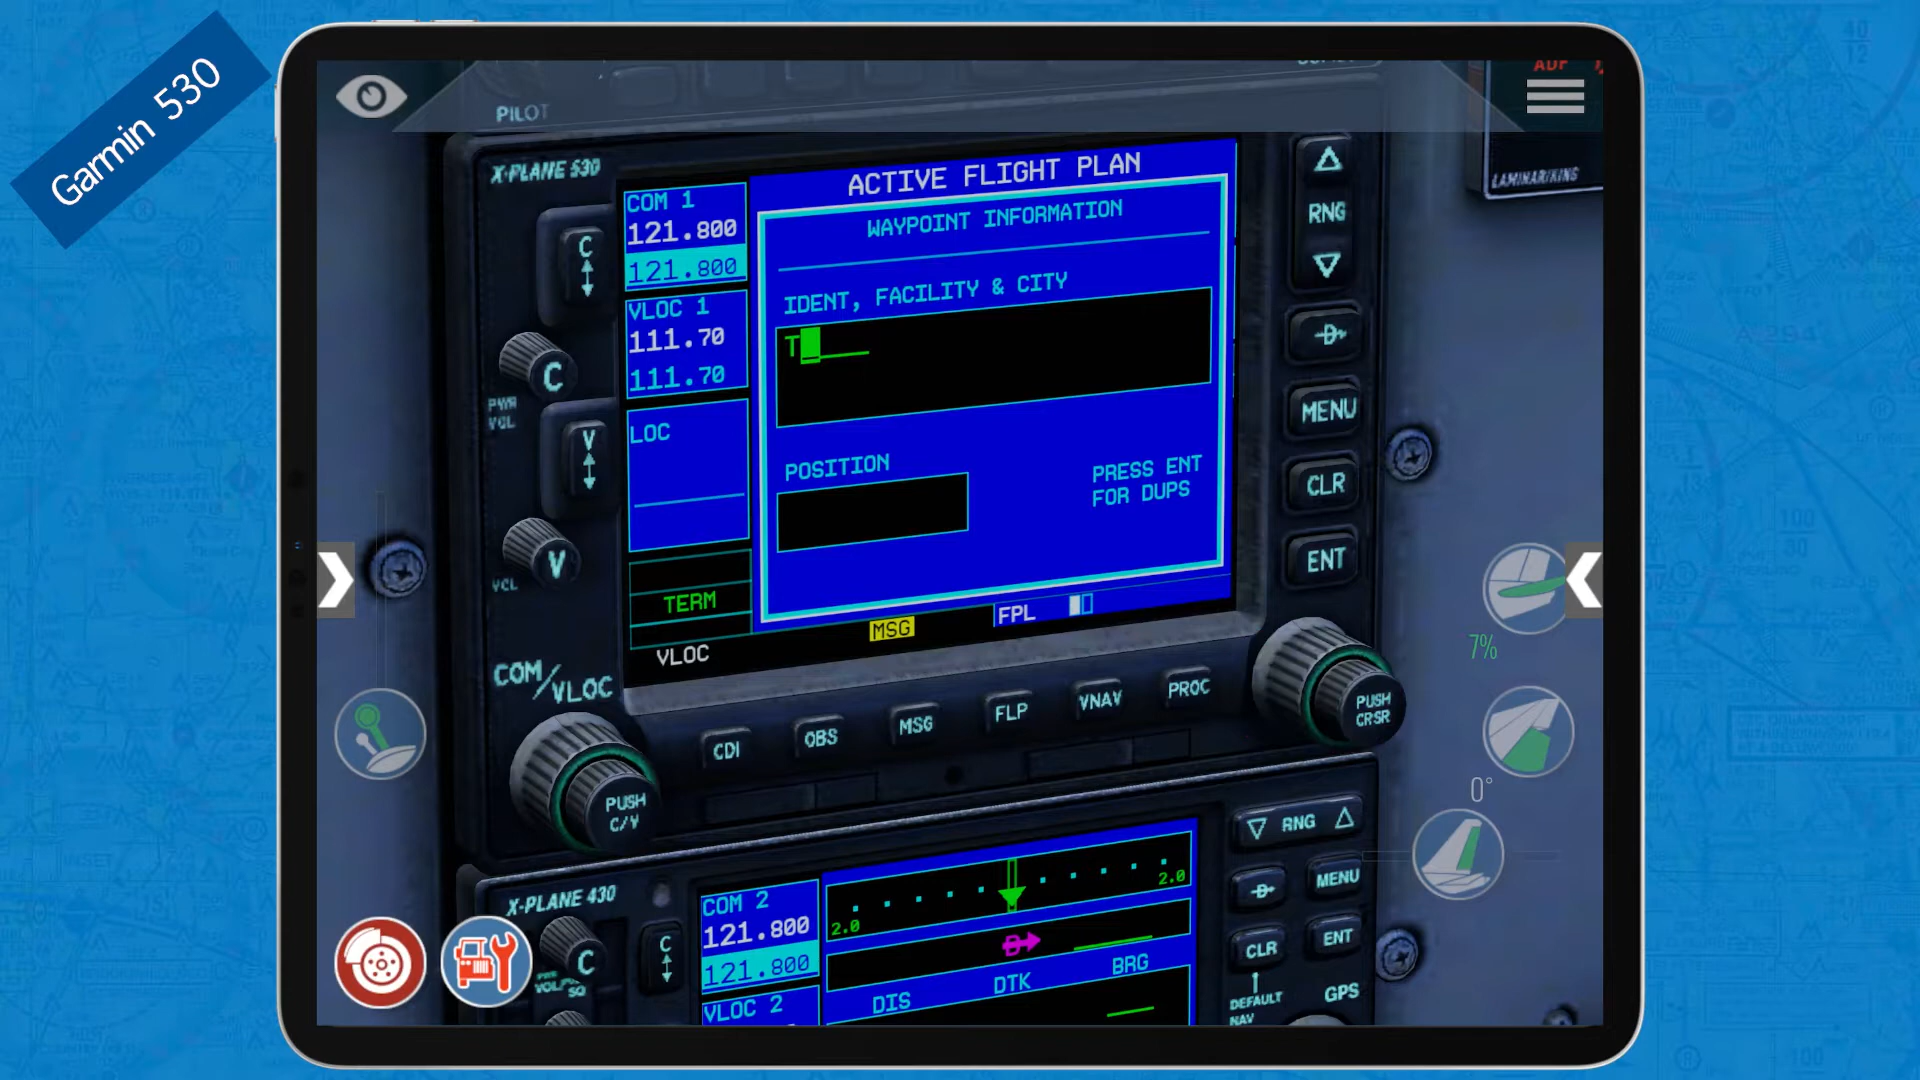 Garmin 530
ADF
PILOT
X-PLANE 530
LAMINAR/KING
C
C
PWR
VOL
V
V
VOL
COM/VLOC
PUSH
C/V
COM 1
121.800
121.800
VLOC 1
111.70
111.70
LOC
TERM
VLOC
ACTIVE FLIGHT PLAN
WAYPOINT INFORMATION
IDENT, FACILITY & CITY
T
POSITION
PRESS ENT
FOR DUPS
MSG
FPL
RNG
D
MENU
CLR
ENT
PUSH
CRSR
CDI
OBS
MSG
FLP
VNAV
PROC
7%
0°
X-PLANE 430
C
C
COM 2
121.800
121.800
VLOC 2
2.0
2.0
DIS
DTK
BRG
RNG
D
MENU
CLR
ENT
DEFAULT
NAV
GPS